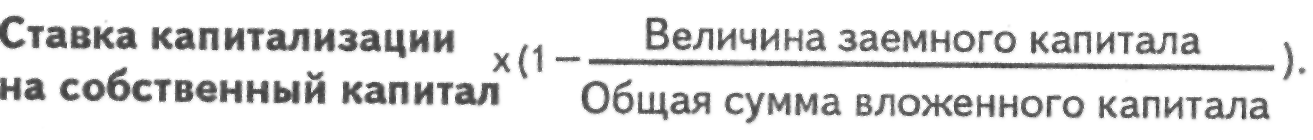 Ставка капитализации
на собственный капитал
х (1 – Величина заемного капитала
Общая сумма вложенного капитала ).